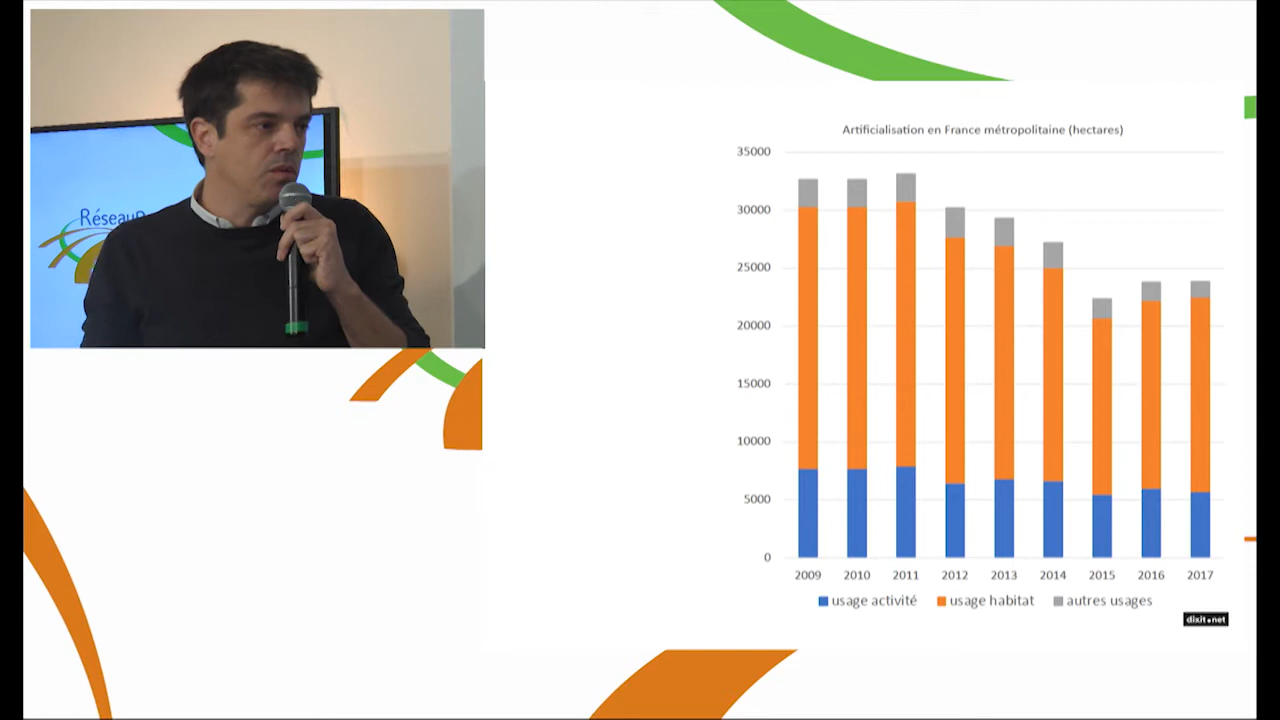 Réseau
Artificialisation en France métropolitaine (hectares)
35000
30000
25000
20000
15000
10000
5000
0
2009 2010 2011 2012 2013 2014 2015 2016 2017
usage activité usage habitat autres usages
dixit.net